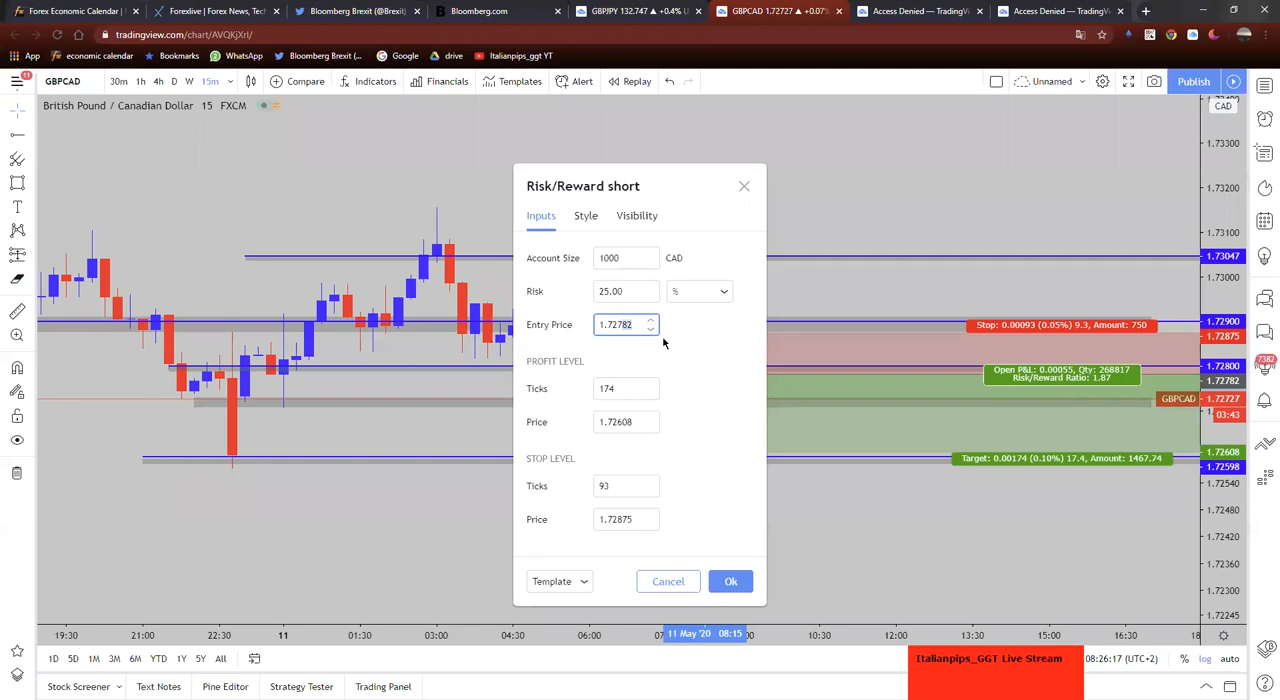 Forex Economic Calendar |
Forexlive | Forex News, Tec
Bloomberg Brexit (@Brexit)
Bloomberg.com
GBPJPY 132.747 ▲ +0.4% U
GBPCAD 1.72727 ▲ +0.07%
Access Denied — TradingVi
Access Denied — TradingVi
tradingview.com/chart/AVQKjXrl/
App
economic calendar
Bookmarks
WhatsApp
Bloomberg Brexit (...
Google
drive
Italianpips_ggt YT
11
GBPCAD
30m 1h 4h D W 15m
Compare
Indicators
Financials
Templates
Alert
Replay
Unnamed
Publish
British Pound / Canadian Dollar 15 FXCM
CAD
1.73300
1.73200
1.73100
1.73047
1.73000
1.72900
1.72875
1.72800
1.72782
GBPCAD 1.72727
03:43
1.72608
1.72598
1.72540
1.72480
1.72420
1.72360
1.72300
1.72245
Stop: 0.00093 (0.05%) 9.3, Amount: 750
Open P&L: 0.00055, Qty: 268817
Risk/Reward Ratio: 1.87
Target: 0.00174 (0.10%) 17.4, Amount: 1467.74
7382
Risk/Reward short
Inputs Style Visibility
Account Size 1000 CAD
Risk 25.00 %
Entry Price 1.72782
PROFIT LEVEL
Ticks 174
Price 1.72608
STOP LEVEL
Ticks 93
Price 1.72875
Template Cancel Ok
19:30 21:00 22:30 11 01:30 03:00 04:30 06:00 11 May '20 08:15 10:30 12:00 13:30 15:00 16:30 18
1D 5D 1M 3M 6M YTD 1Y 5Y All
08:26:17 (UTC+2) % log auto
Italianpips_GGT Live Stream
Stock Screener Text Notes Pine Editor Strategy Tester Trading Panel